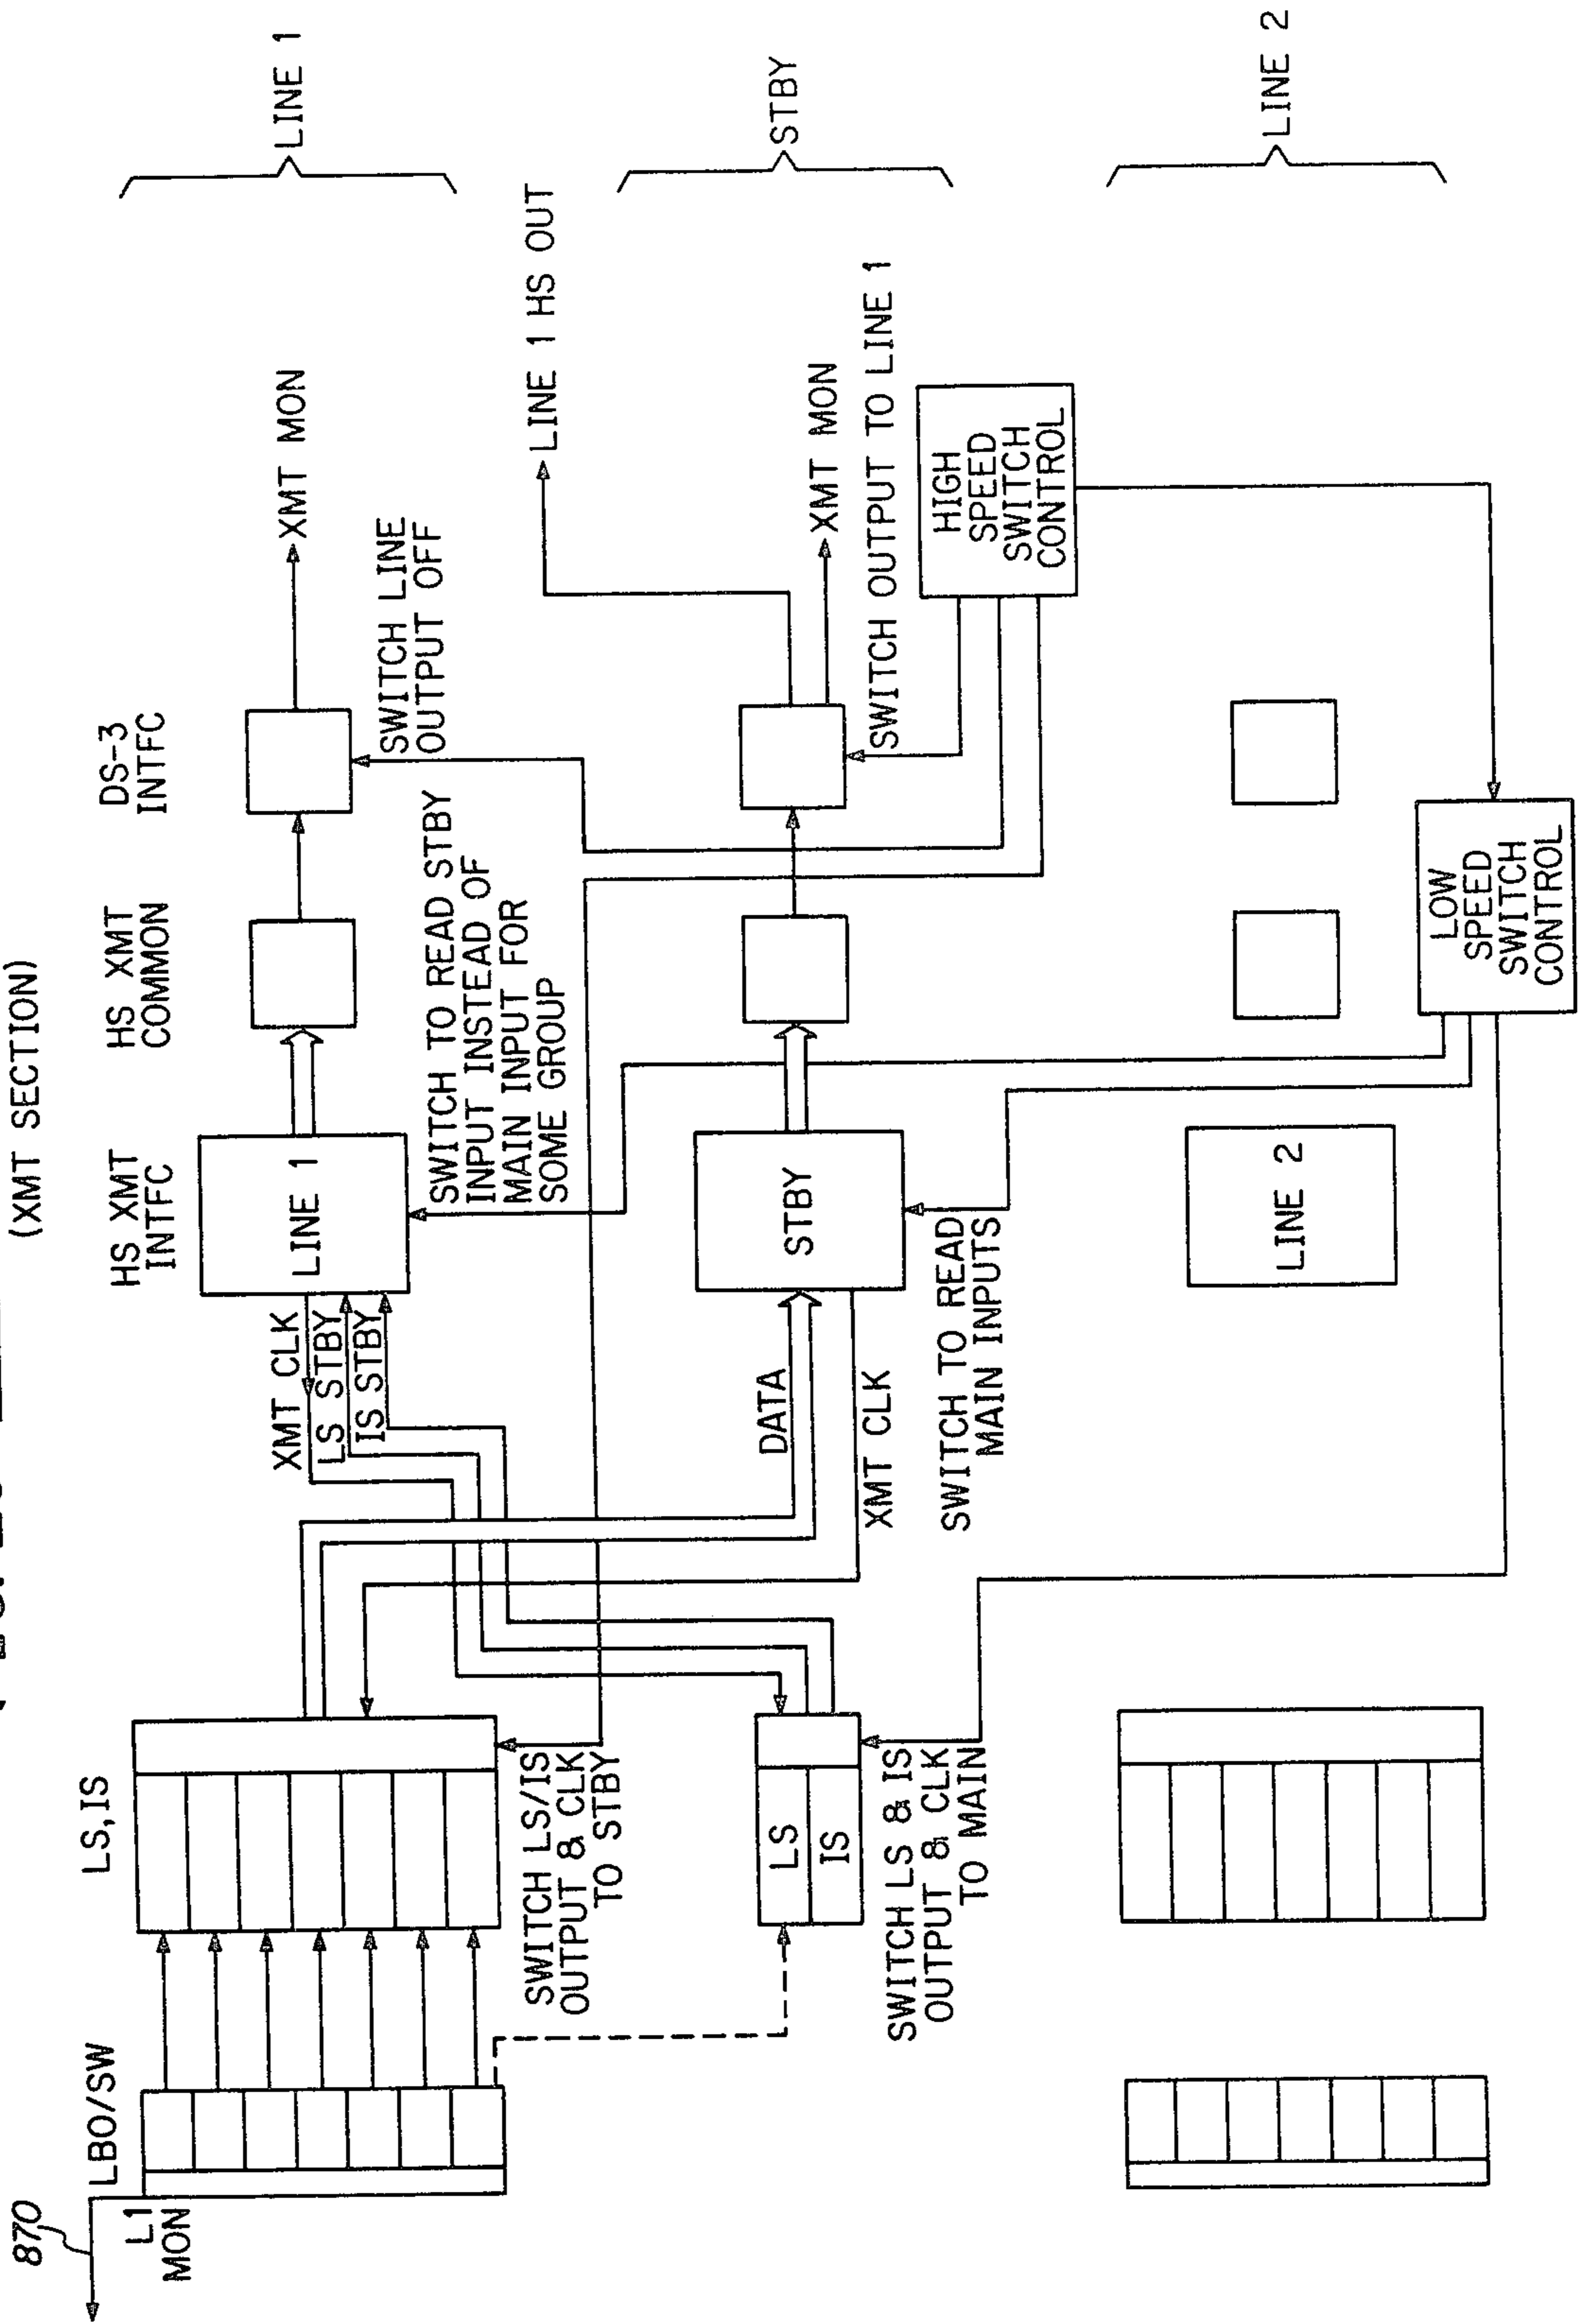 (XMT SECTION)
870
L1
MON
LBO/SW
LS,IS
HS XMT
INTFC
HS XMT
COMMON
DS-3
INTFC
LINE 1
XMT CLK
LS STBY
IS STBY
LINE 1
XMT MON
SWITCH LINE
OUTPUT OFF
SWITCH TO READ STBY
INPUT INSTEAD OF
MAIN INPUT FOR
SOME GROUP
SWITCH LS/IS
OUTPUT & CLK
TO STBY
LINE 1 HS OUT
STBY
LS
IS
DATA
XMT CLK
STBY
XMT MON
SWITCH OUTPUT TO LINE 1
SWITCH LS & IS
OUTPUT & CLK
TO MAIN
SWITCH TO READ
MAIN INPUTS
HIGH
SPEED
SWITCH
CONTROL
LINE 2
LINE 2
LOW
SPEED
SWITCH
CONTROL